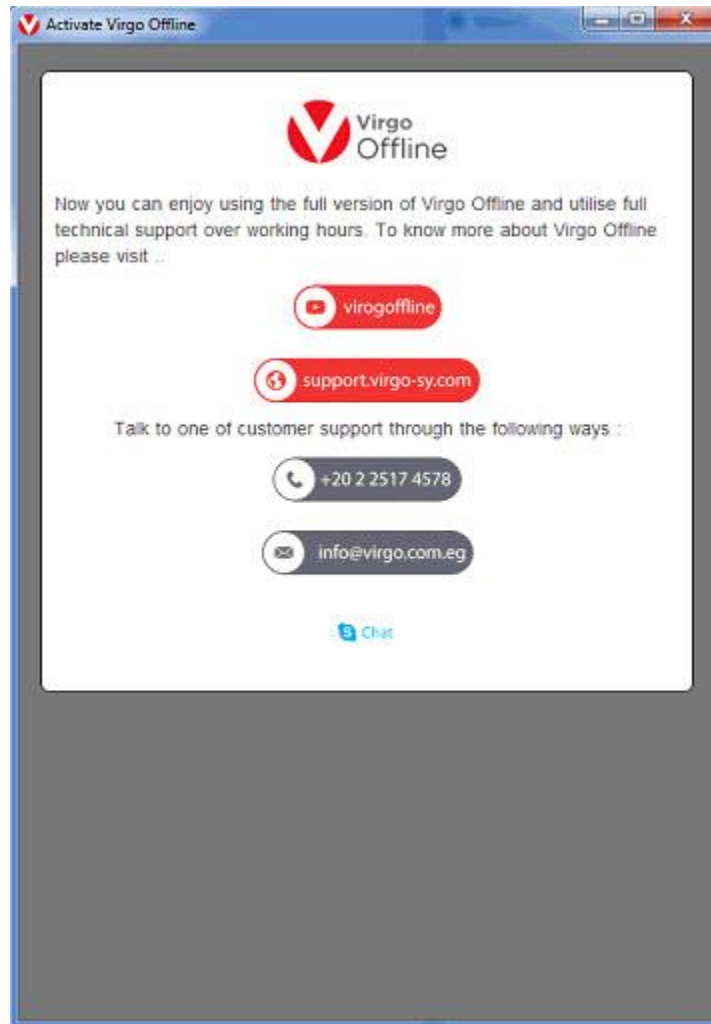 Activate Virgo Offline
Virgo
Offline
Now you can enjoy using the full version of Virgo Offline and utilise full
technical support over working hours. To know more about Virgo Offline
please visit ..
virogoffline
support.virgo-sy.com
Talk to one of customer support through the following ways :
+20 2 2517 4578
info@virgo.com.eg
Chat